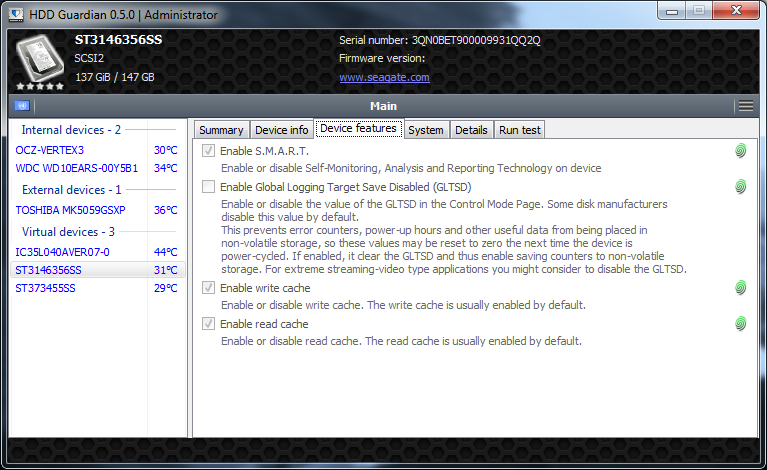 HDD Guardian 0.5.0 | Administrator
ST3146356SS
SCSI2
137 GiB / 147 GB
Serial number: 3QN0BET900009931QQ2Q
Firmware version:
www.seagate.com
Main
Internal devices - 2
OCZ-VERTEX3 30°C
WDC WD10EARS-00Y5B1 34°C
External devices - 1
TOSHIBA MK5059GSXP 36°C
Virtual devices - 3
IC35L040AVER07-0 44°C
ST3146356SS 31°C
ST373455SS 29°C
Summary Device info Device features System Details Run test
Enable S.M.A.R.T.
Enable or disable Self-Monitoring, Analysis and Reporting Technology on device
Enable Global Logging Target Save Disabled (GLTSD)
Enable or disable the value of the GLTSD in the Control Mode Page. Some disk manufacturers
disable this value by default.
This prevents error counters, power-up hours and other useful data from being placed in
non-volatile storage, so these values may be reset to zero the next time the device is
power-cycled. If enabled, it clear the GLTSD and thus enable saving counters to non-volatile
storage. For extreme streaming-video type applications you might consider to disable the GLTSD.
Enable write cache
Enable or disable write cache. The write cache is usually enabled by default.
Enable read cache
Enable or disable read cache. The read cache is usually enabled by default.